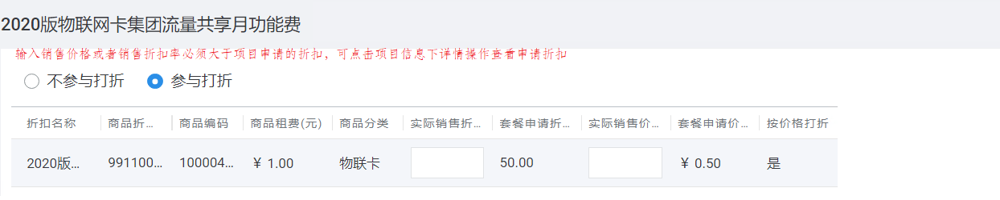 2020版物联网卡集团流量共享月功能费
输入销售价格或者销售折扣率必须大于项目申请的折扣，可点击项目信息下详情操作查看申请折扣
不参与打折 参与打折
折扣名称 商品折... 商品编码 商品租费(元) 商品分类 实际销售折... 套餐申请折... 实际销售价... 套餐申请价... 按价格打折
2020版... 991100... 100004... ¥ 1.00 物联卡 50.00 ¥ 0.50 是